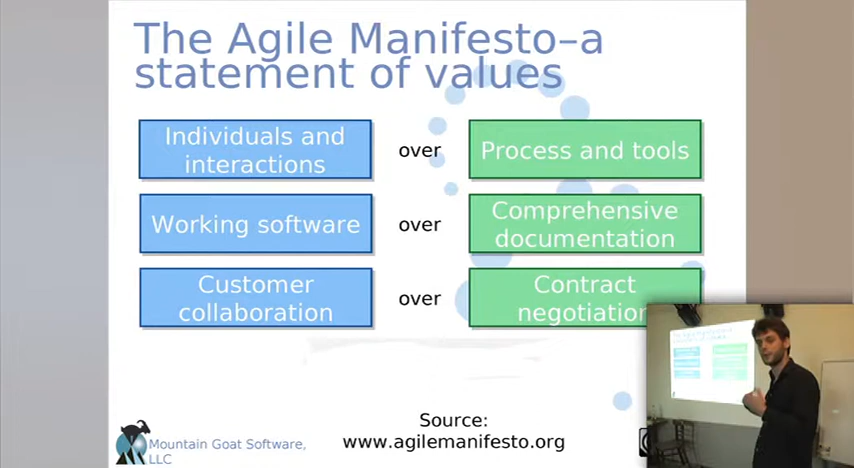 The Agile Manifesto–a
statement of values
Individuals and
interactions
over
Process and tools
Working software
over
Comprehensive
documentation
Customer
collaboration
over
Contract
negotiation
Source:
www.agilemanifesto.org
Mountain Goat Software,
LLC